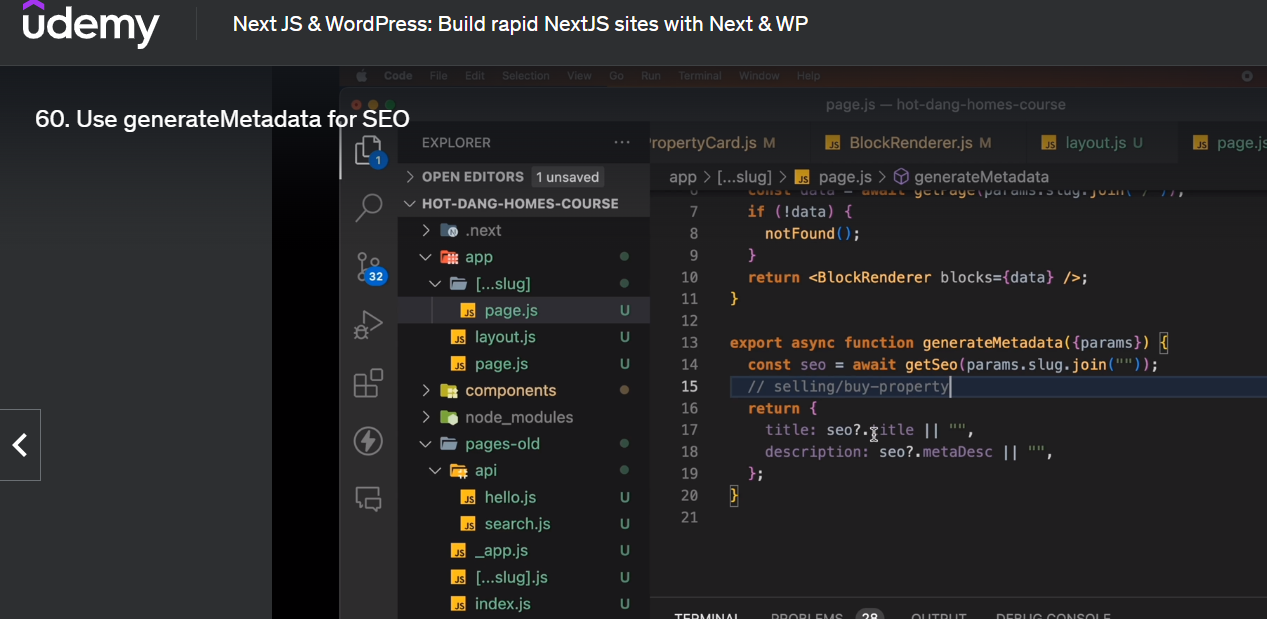 udemy
Next JS & WordPress: Build rapid NextJS sites with Next & WP
60. Use generateMetadata for SEO
Code File Edit Selection View Go Run Terminal Window Help
page.js — hot-dang-homes-course
EXPLORER
ropertyCard.js M
BlockRenderer.js M
layout.js U
page.js
OPEN EDITORS 1 unsaved
app > [...slug] > page.js > generateMetadata
HOT-DANG-HOMES-COURSE
.next
app
[...slug]
page.js U
layout.js U
page.js U
components
node_modules
pages-old
api
hello.js U
search.js U
_app.js U
[...slug].js U
index.js U
1
32
6 const data = await getPage(params.slug.join("/"));
7 if (!data) {
8 notFound();
9 }
10 return <BlockRenderer blocks={data} />;
11 }
12
13 export async function generateMetadata({params}) {
14 const seo = await getSeo(params.slug.join(""));
15 // selling/buy-property
16 return {
17 title: seo?.title || "",
18 description: seo?.metaDesc || "",
19 };
20 }
21
TERMINAL PROBLEMS 28 OUTPUT DEBUG CONSOLE